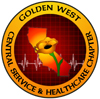 GOLDEN WEST
CENTRAL SERVICE & HEALTHCARE CHAPTER